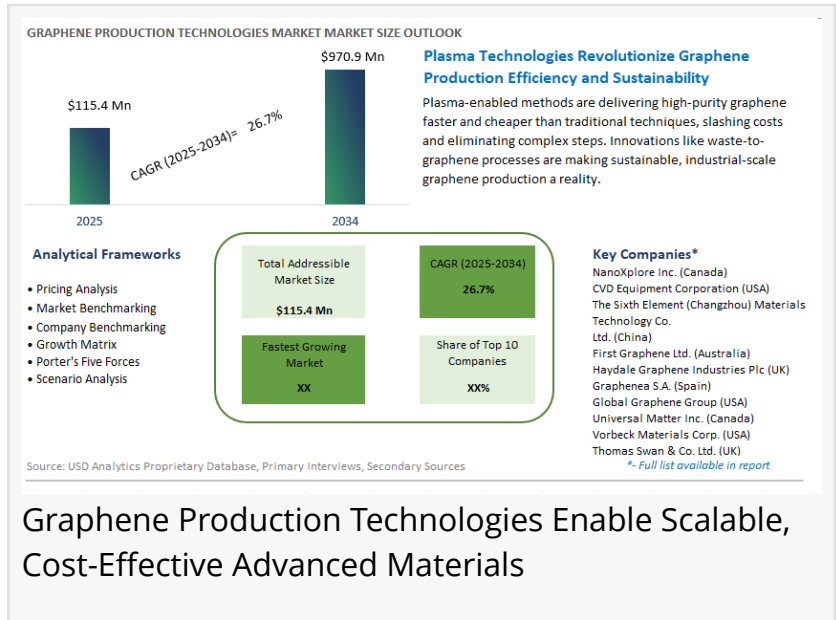 GRAPHENE PRODUCTION TECHNOLOGIES MARKET MARKET SIZE OUTLOOK
$115.4 Mn
$970.9 Mn
CAGR (2025-2034)= 26.7%
2025
2034
Plasma Technologies Revolutionize Graphene
Production Efficiency and Sustainability
Plasma-enabled methods are delivering high-purity graphene
faster and cheaper than traditional techniques, slashing costs
and eliminating complex steps. Innovations like waste-to-
graphene processes are making sustainable, industrial-scale
graphene production a reality.
Analytical Frameworks
• Pricing Analysis
• Market Benchmarking
• Company Benchmarking
• Growth Matrix
• Porter's Five Forces
• Scenario Analysis
Total Addressable
Market Size
$115.4 Mn
CAGR (2025-2034)
26.7%
Fastest Growing
Market
XX
Share of Top 10
Companies
XX%
Key Companies*
NanoXplore Inc. (Canada)
CVD Equipment Corporation (USA)
The Sixth Element (Changzhou) Materials
Technology Co.
Ltd. (China)
First Graphene Ltd. (Australia)
Haydale Graphene Industries Plc (UK)
Graphenea S.A. (Spain)
Global Graphene Group (USA)
Universal Matter Inc. (Canada)
Vorbeck Materials Corp. (USA)
Thomas Swan & Co. Ltd. (UK)
*- Full list available in report
Source: USD Analytics Proprietary Database, Primary Interviews, Secondary Sources
Graphene Production Technologies Enable Scalable,
Cost-Effective Advanced Materials